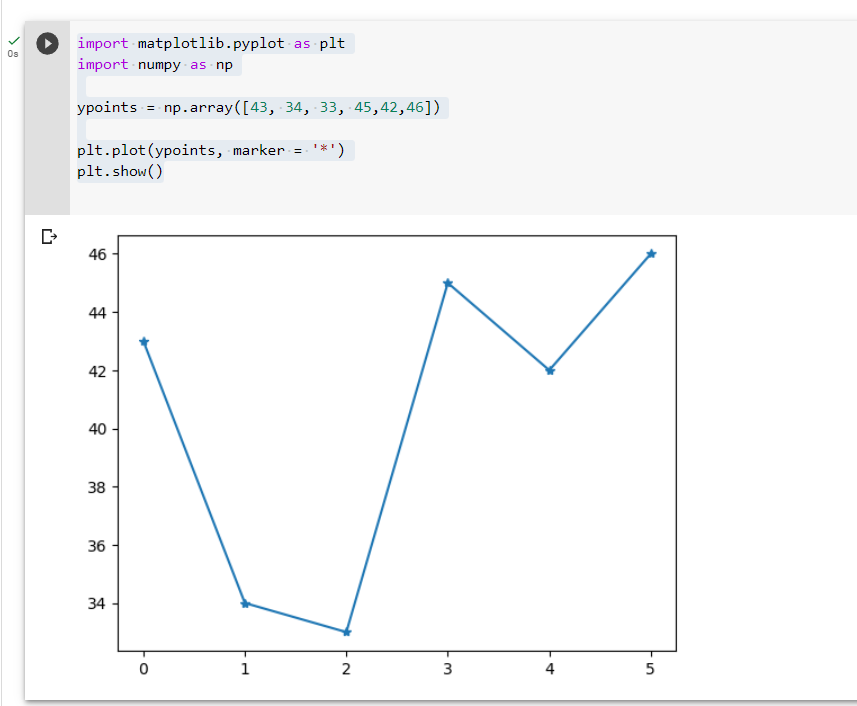 0s
import matplotlib.pyplot as plt
import numpy as np
ypoints = np.array([43, 34, 33, 45,42,46])
plt.plot(ypoints, marker = '*')
plt.show()
46
44
42
40
38
36
34
0 1 2 3 4 5